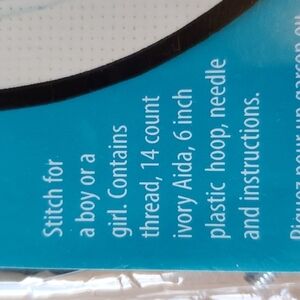 Stitch for
a boy or a
girl. Contains
thread, 14 count
ivory Aida, 6 inch
plastic hoop, needle
and instructions.